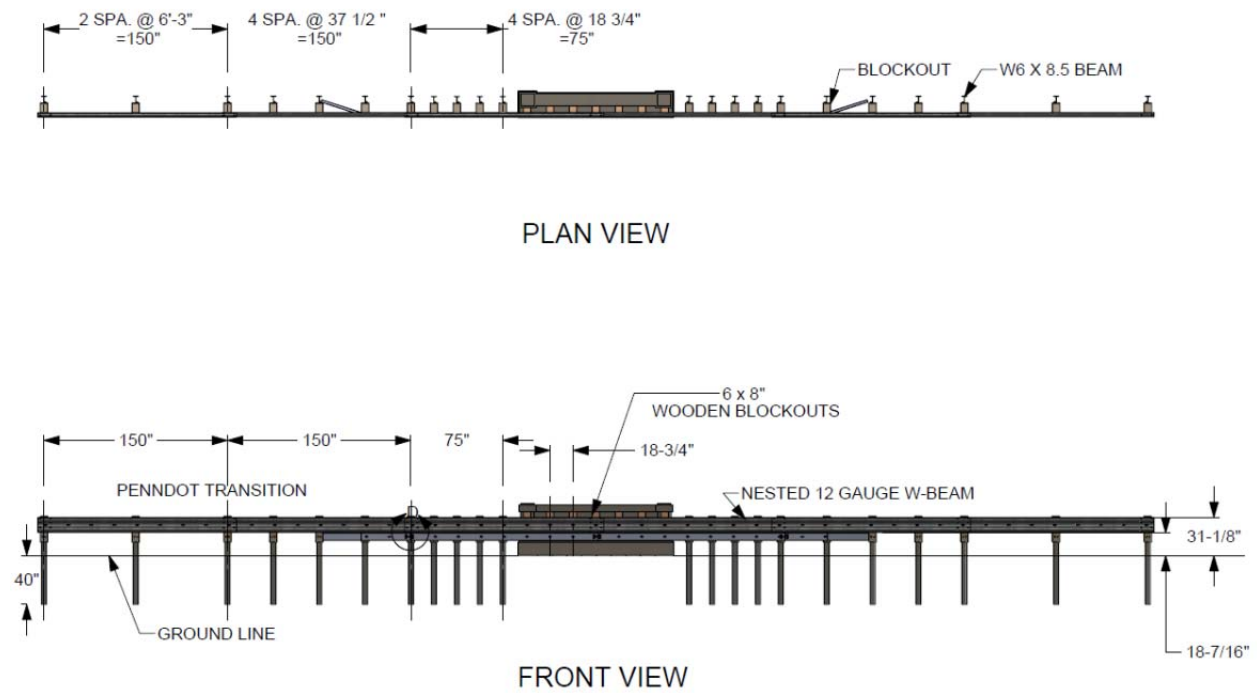 2 SPA. @ 6'-3"
=150"
4 SPA. @ 37 1/2 "
=150"
4 SPA. @ 18 3/4"
=75"
BLOCKOUT
W6 X 8.5 BEAM
PLAN VIEW
6 x 8"
WOODEN BLOCKOUTS
150"
150"
75"
18-3/4"
PENNDOT TRANSITION
NESTED 12 GAUGE W-BEAM
D
31-1/8"
40"
GROUND LINE
18-7/16"
FRONT VIEW